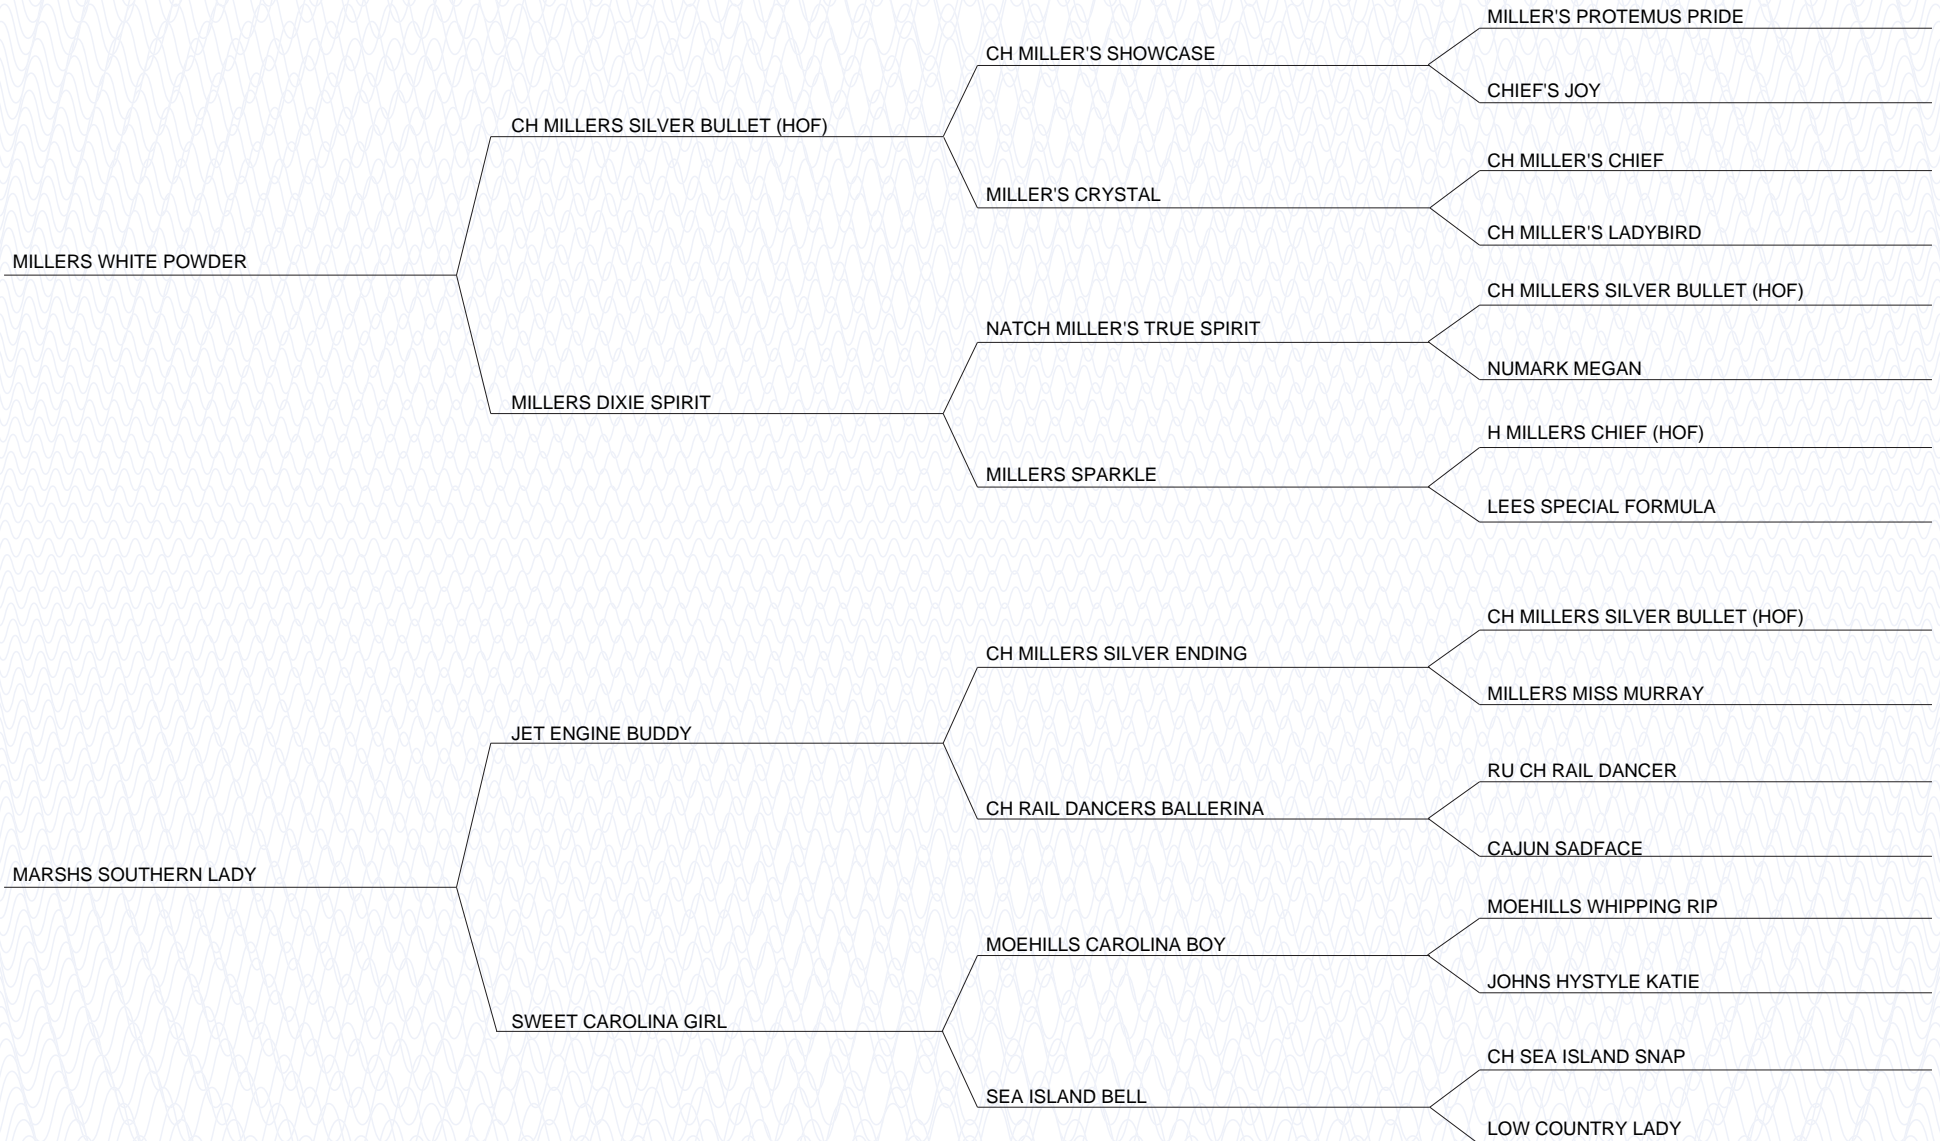 MILLER'S PROTEMUS PRIDE
CH MILLER'S SHOWCASE
CHIEF'S JOY
CH MILLERS SILVER BULLET (HOF)
CH MILLER'S CHIEF
MILLER'S CRYSTAL
CH MILLER'S LADYBIRD
MILLERS WHITE POWDER
CH MILLERS SILVER BULLET (HOF)
NATCH MILLER'S TRUE SPIRIT
NUMARK MEGAN
MILLERS DIXIE SPIRIT
H MILLERS CHIEF (HOF)
MILLERS SPARKLE
LEES SPECIAL FORMULA
CH MILLERS SILVER BULLET (HOF)
CH MILLERS SILVER ENDING
MILLERS MISS MURRAY
JET ENGINE BUDDY
RU CH RAIL DANCER
CH RAIL DANCERS BALLERINA
CAJUN SADFACE
MARSHS SOUTHERN LADY
MOEHILLS WHIPPING RIP
MOEHILLS CAROLINA BOY
JOHNS HYSTYLE KATIE
SWEET CAROLINA GIRL
CH SEA ISLAND SNAP
SEA ISLAND BELL
LOW COUNTRY LADY